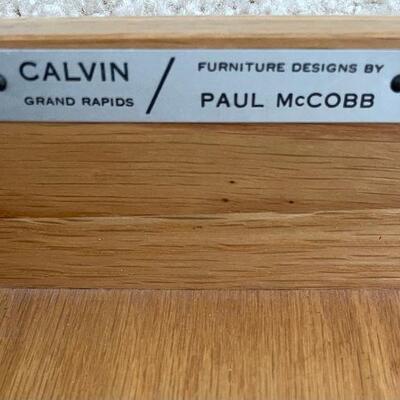 CALVIN
GRAND RAPIDS
/
FURNITURE DESIGNS BY
PAUL McCOBB